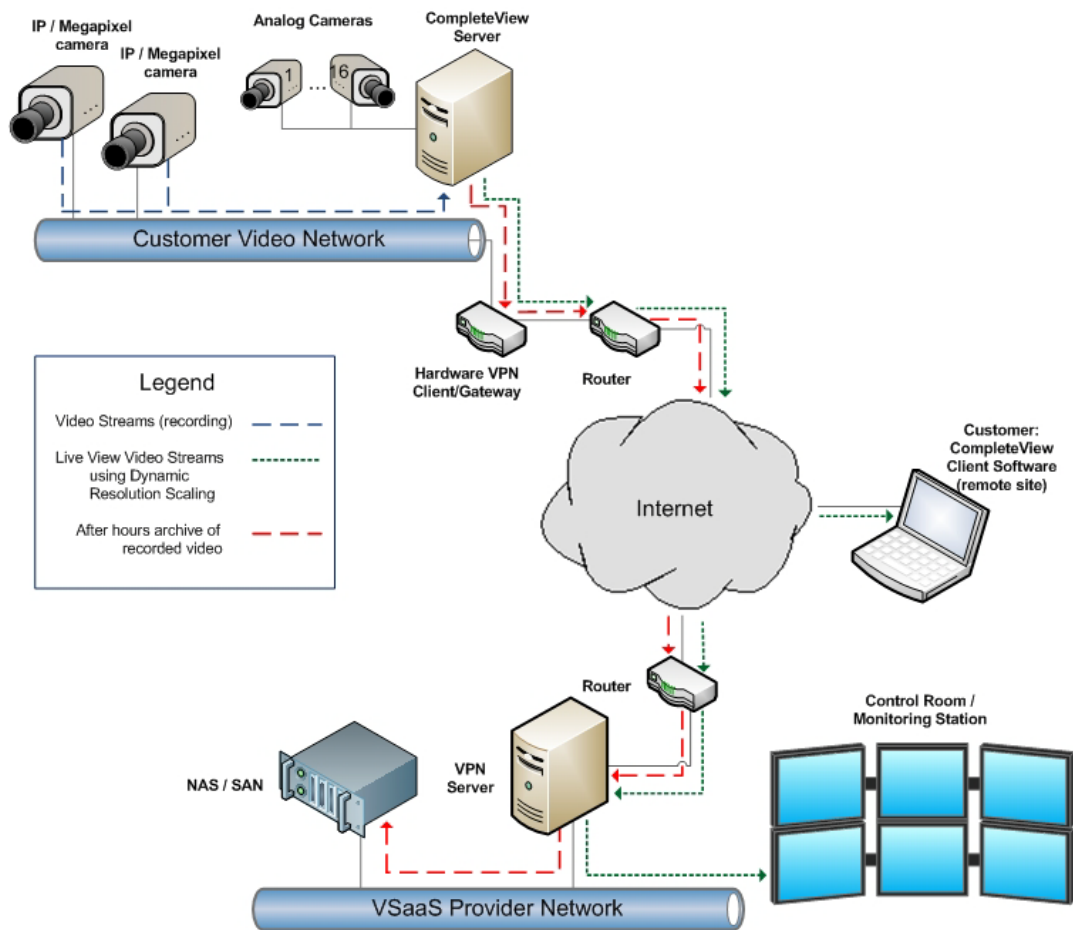 IP / Megapixel
camera
IP / Megapixel
camera
Analog Cameras
1
...
16
CompleteView
Server
Customer Video Network
Hardware VPN
Client/Gateway
Router
Legend
Video Streams (recording)
Live View Video Streams
using Dynamic
Resolution Scaling
After hours archive of
recorded video
Internet
Customer:
CompleteView
Client Software
(remote site)
Router
VPN
Server
NAS / SAN
Control Room /
Monitoring Station
VSaaS Provider Network